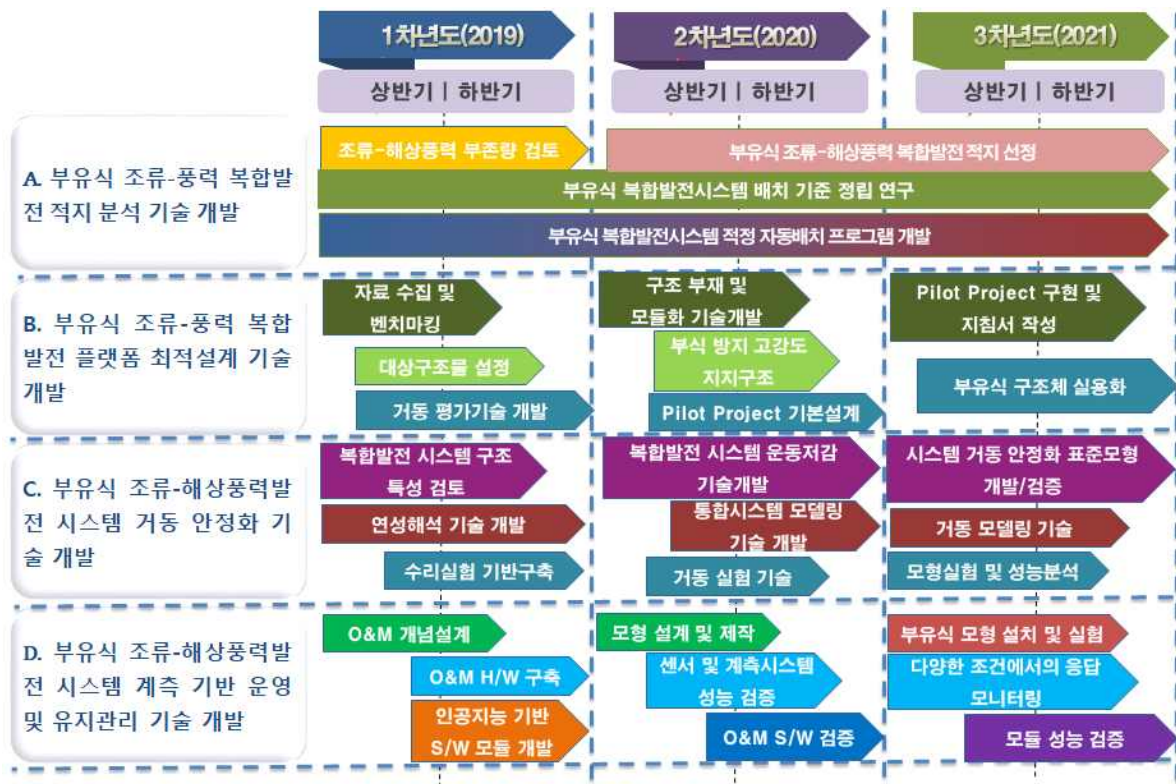 1차년도(2019)
2차년도(2020)
3차년도(2021)
상반기 | 하반기
상반기 | 하반기
상반기 | 하반기
A. 부유식 조류-풍력 복합발
전 적지 분석 기술 개발
조류-해상풍력 부존량 검토
부유식 조류-해상풍력 복합발전 적지 선정
부유식 복합발전시스템 배치 기준 정립 연구
부유식 복합발전시스템 적정 자동배치 프로그램 개발
B. 부유식 조류-풍력 복합
발전 플랫폼 최적설계 기술
개발
자료 수집 및
벤치마킹
대상구조물 설정
거동 평가기술 개발
구조 부재 및
모듈화 기술개발
부식 방지 고강도
지지구조
Pilot Project 기본설계
Pilot Project 구현 및
지침서 작성
부유식 구조체 실용화
C. 부유식 조류-해상풍력발
전 시스템 거동 안정화 기
술 개발
복합발전 시스템 구조
특성 검토
연성해석 기술 개발
수리실험 기반구축
복합발전 시스템 운동저감
기술개발
통합시스템 모델링
기술 개발
거동 실험 기술
시스템 거동 안정화 표준모형
개발/검증
거동 모델링 기술
모형실험 및 성능분석
D. 부유식 조류-해상풍력발
전 시스템 계측 기반 운영
및 유지관리 기술 개발
O&M 개념설계
O&M H/W 구축
인공지능 기반
S/W 모듈 개발
모형 설계 및 제작
센서 및 계측시스템
성능 검증
O&M S/W 검증
부유식 모형 설치 및 실험
다양한 조건에서의 응답
모니터링
모듈 성능 검증